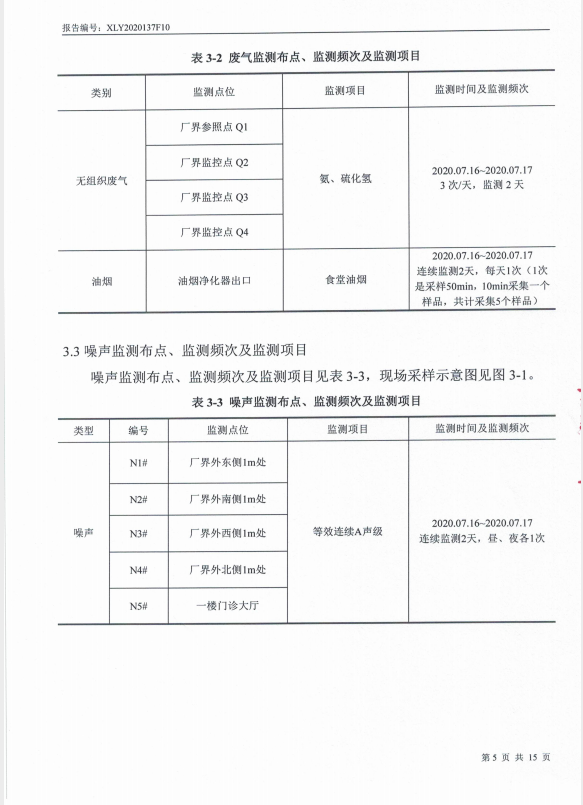 报告编号：XLY2020137F10
表 3-2 废气监测布点、监测频次及监测项目
类别 监测点位 监测项目 监测时间及监测频次
无组织废气
厂界参照点 Q1
厂界监控点 Q2
厂界监控点 Q3
厂界监控点 Q4
氨、硫化氢
2020.07.16~2020.07.17
3 次/天，监测 2 天
油烟 油烟净化器出口 食堂油烟
2020.07.16~2020.07.17
连续监测2天，每天1次（1次
是采样50min，10min采集一个
样品，共计采集5个样品）
3.3 噪声监测布点、监测频次及监测项目
噪声监测布点、监测频次及监测项目见表 3-3，现场采样示意图见图 3-1。
表 3-3 噪声监测布点、监测频次及监测项目
类型 编号 监测点位 监测项目 监测时间及监测频次
噪声
N1# 厂界外东侧1m处
N2# 厂界外南侧1m处
N3# 厂界外西侧1m处
N4# 厂界外北侧1m处
N5# 一楼门诊大厅
等效连续A声级
2020.07.16~2020.07.17
连续监测2天，昼、夜各1次
第 5 页 共 15 页